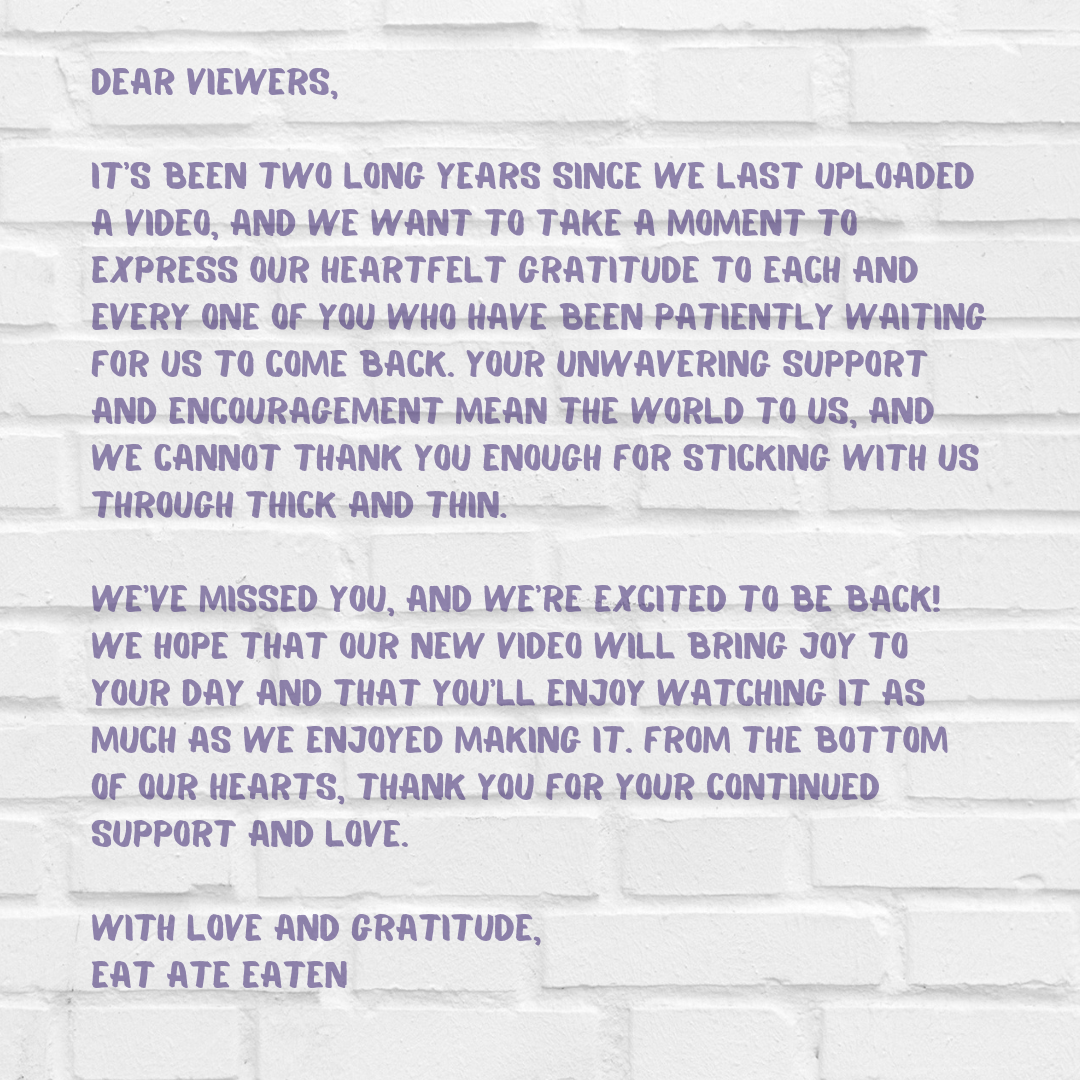 DEAR VIEWERS,
IT'S BEEN TWO LONG YEARS SINCE WE LAST UPLOADED
A VIDEO, AND WE WANT TO TAKE A MOMENT TO
EXPRESS OUR HEARTFELT GRATITUDE TO EACH AND
EVERY ONE OF YOU WHO HAVE BEEN PATIENTLY WAITING
FOR US TO COME BACK. YOUR UNWAVERING SUPPORT
AND ENCOURAGEMENT MEAN THE WORLD TO US, AND
WE CANNOT THANK YOU ENOUGH FOR STICKING WITH US
THROUGH THICK AND THIN.
WE'VE MISSED YOU, AND WE'RE EXCITED TO BE BACK!
WE HOPE THAT OUR NEW VIDEO WILL BRING JOY TO
YOUR DAY AND THAT YOU'LL ENJOY WATCHING IT AS
MUCH AS WE ENJOYED MAKING IT. FROM THE BOTTOM
OF OUR HEARTS, THANK YOU FOR YOUR CONTINUED
SUPPORT AND LOVE.
WITH LOVE AND GRATITUDE,
EAT ATE EATEN